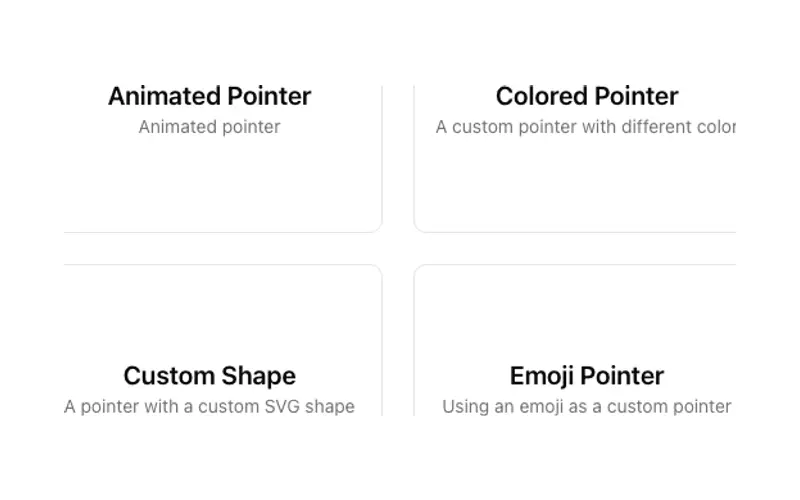 Animated Pointer
Animated pointer
Colored Pointer
A custom pointer with different color
Custom Shape
A pointer with a custom SVG shape
Emoji Pointer
Using an emoji as a custom pointer